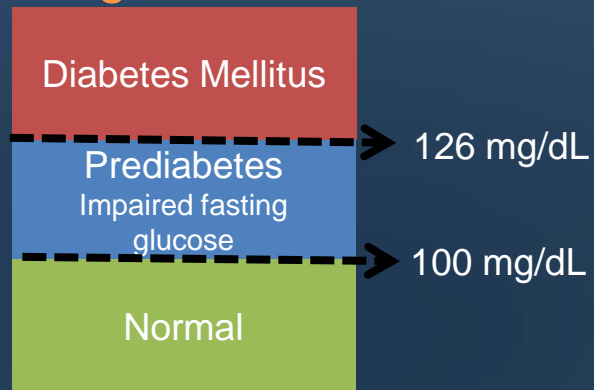 Diabetes Mellitus
126 mg/dL
Prediabetes
Impaired fasting
glucose
100 mg/dL
Normal